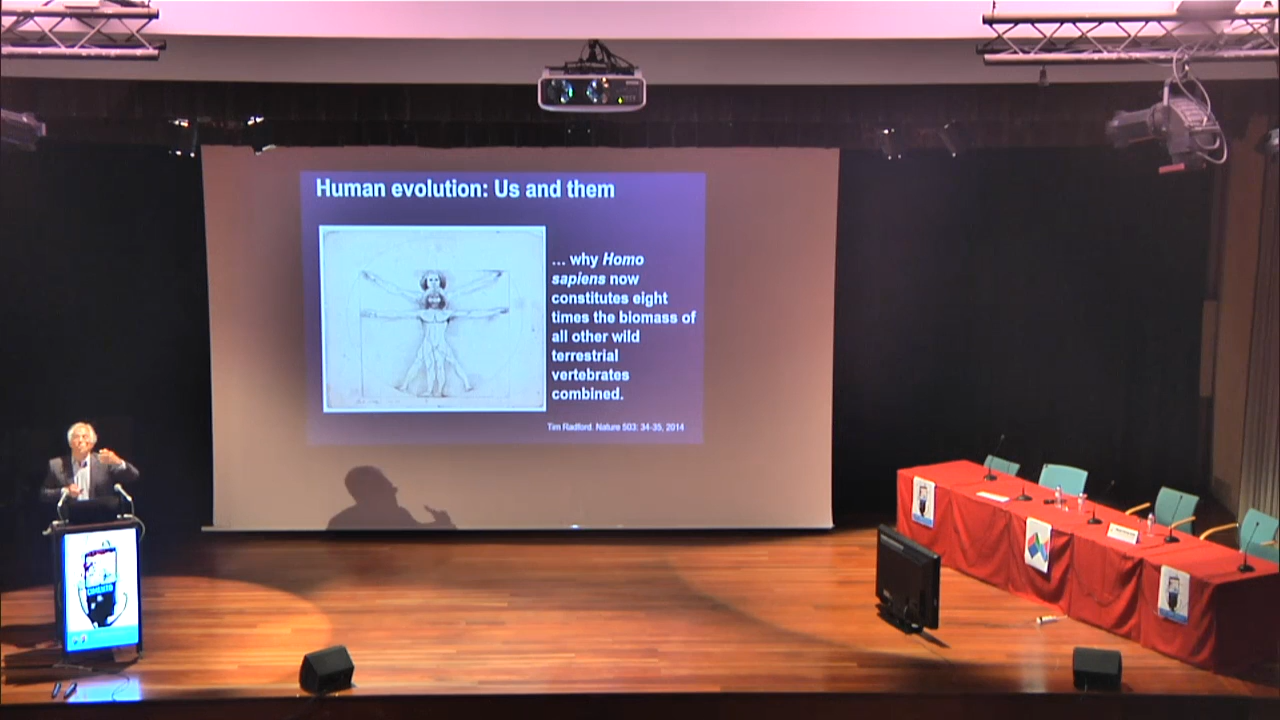 Human evolution: Us and them
… why Homo
sapiens now
constitutes eight
times the biomass of
all other wild
terrestrial
vertebrates
combined.
Tim Radford. Nature 503: 34-35, 2014